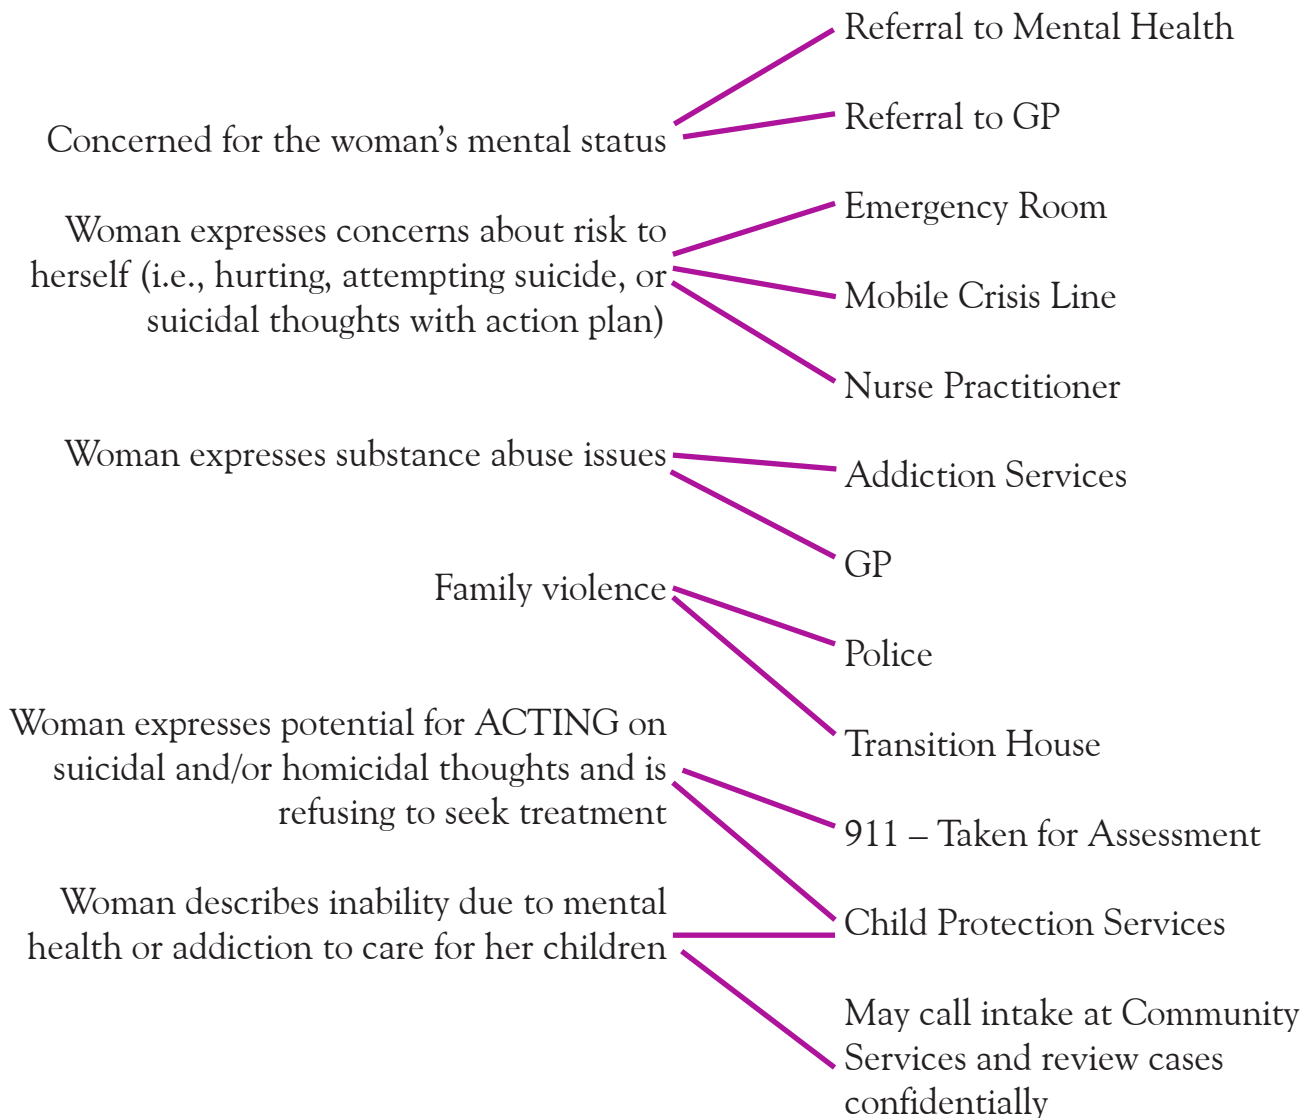 Referral to Mental Health
Concerned for the woman’s mental status
Referral to GP
Woman expresses concerns about risk to
herself (i.e., hurting, attempting suicide, or
suicidal thoughts with action plan)
Emergency Room
Mobile Crisis Line
Nurse Practitioner
Woman expresses substance abuse issues
Addiction Services
GP
Family violence
Police
Transition House
Woman expresses potential for ACTING on
suicidal and/or homicidal thoughts and is
refusing to seek treatment
911 – Taken for Assessment
Child Protection Services
Woman describes inability due to mental
health or addiction to care for her children
May call intake at Community
Services and review cases
confidentially